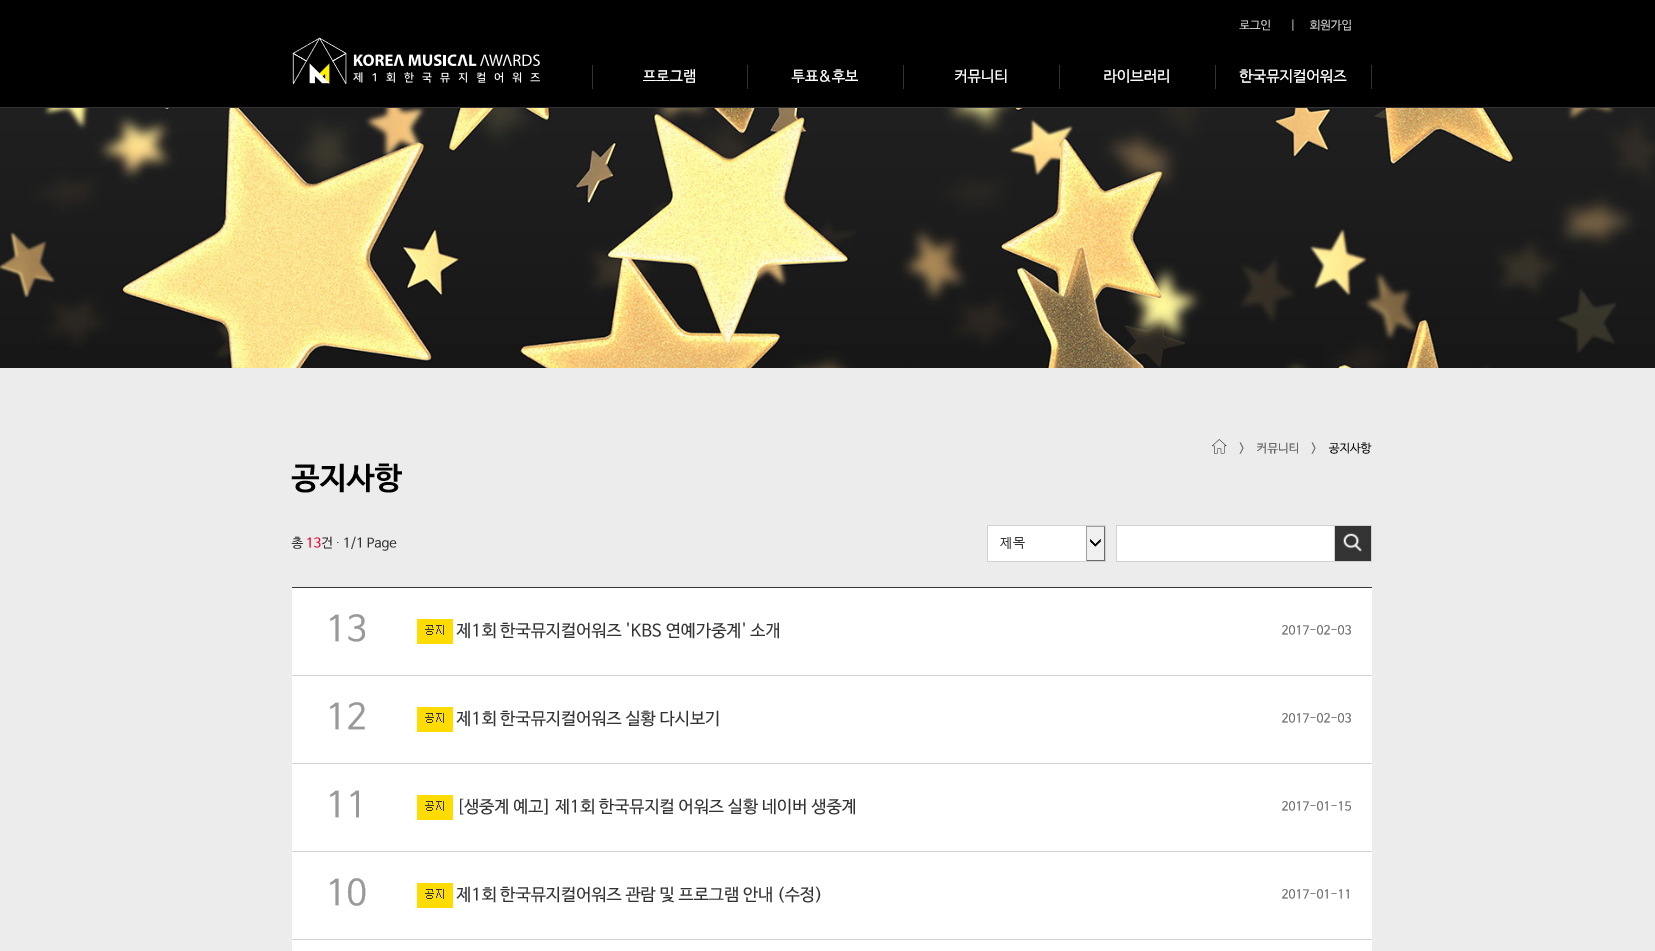 로그인 | 회원가입
KOREA MUSICAL AWARDS
제1회한국뮤지컬어워즈
프로그램
투표&후보
커뮤니티
라이브러리
한국뮤지컬어워즈
커뮤니티 > 공지사항
공지사항
총 13건 · 1/1 Page
제목
13 공지 제1회 한국뮤지컬어워즈 'KBS 연예가중계' 소개 2017-02-03
12 공지 제1회 한국뮤지컬어워즈 실황 다시보기 2017-02-03
11 공지 [생중계 예고] 제1회 한국뮤지컬 어워즈 실황 네이버 생중계 2017-01-15
10 공지 제1회 한국뮤지컬어워즈 관람 및 프로그램 안내 (수정) 2017-01-11